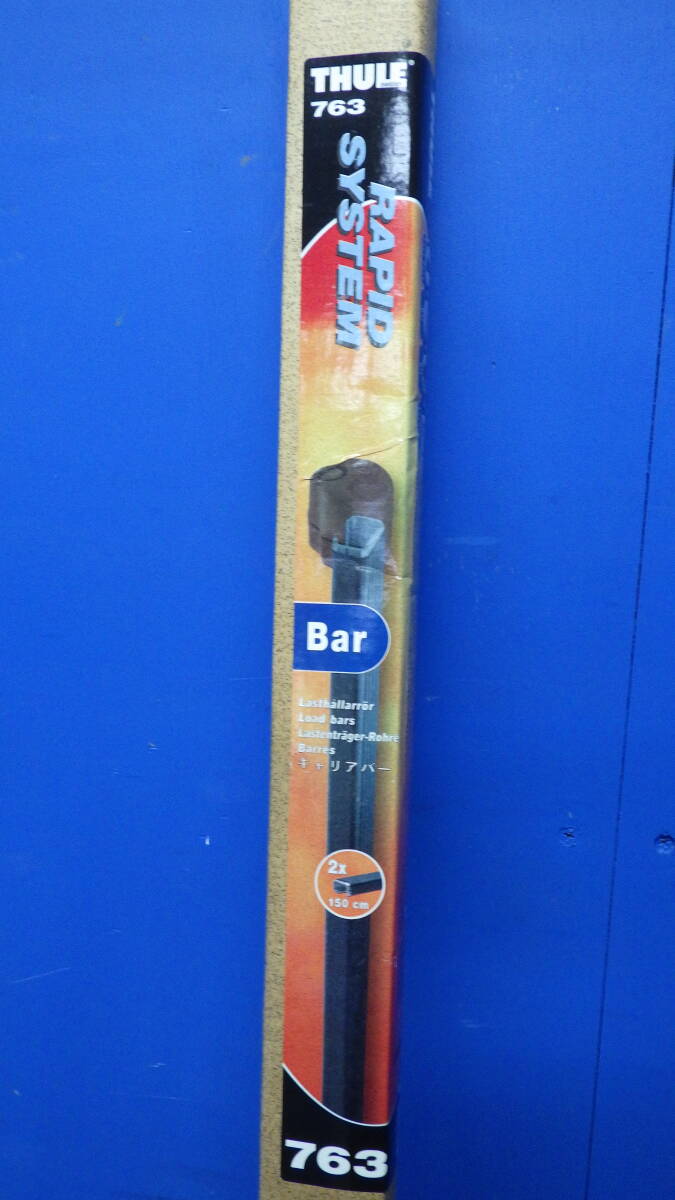 THULE
763
RAPID
SYSTEM
Bar
Lasthållarrör
Load bars
Lastenträger-Rohre
Barres
キャリアバー
2x
150 cm
763